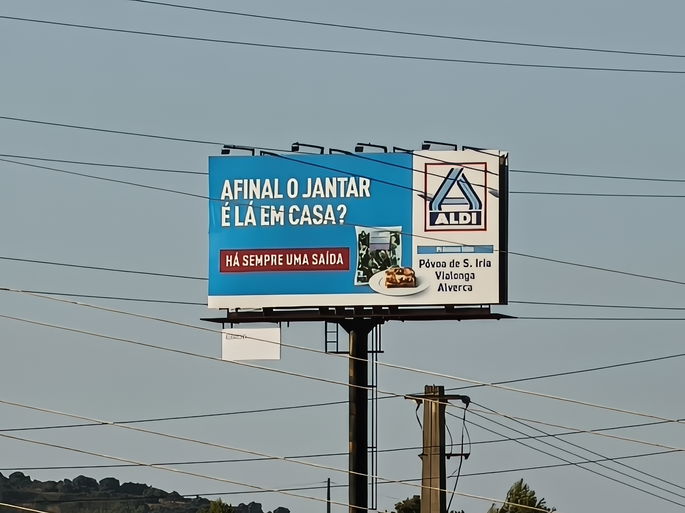 AFINAL O JANTAR
É LÁ EM CASA?
HÁ SEMPRE UMA SAÍDA
ALDI
Póvoa de S. Iria
Vialonga
Alverca